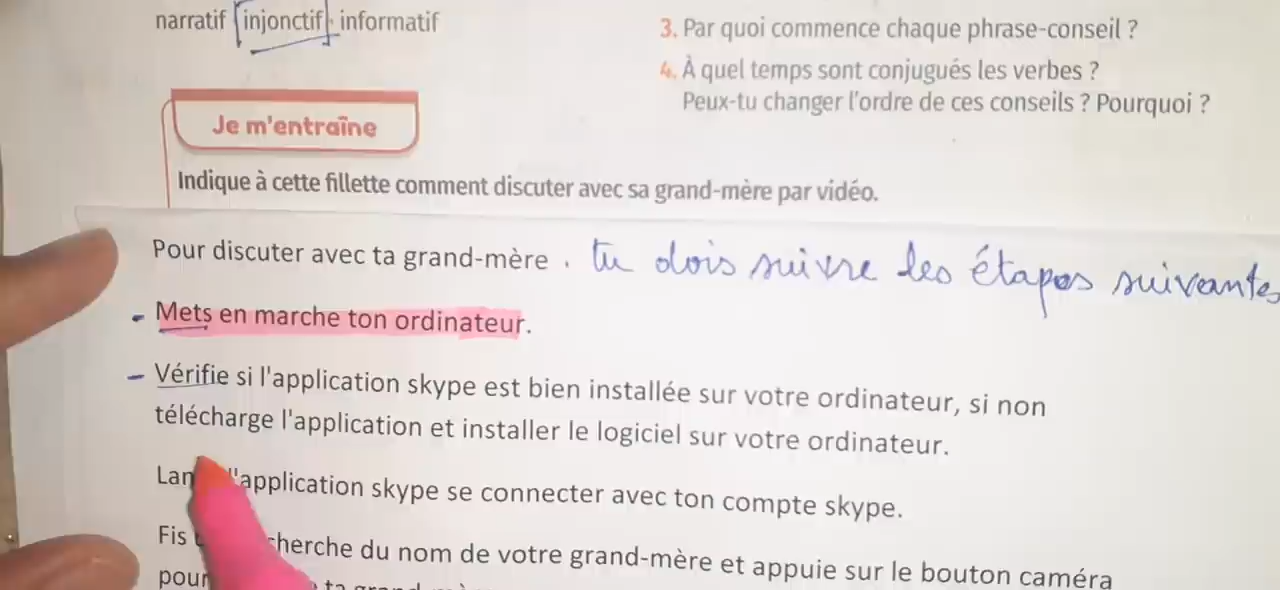 narratif injonctif informatif
3. Par quoi commence chaque phrase-conseil ?
4. À quel temps sont conjugués les verbes ?
Peux-tu changer l'ordre de ces conseils ? Pourquoi ?
Je m'entraîne
Indique à cette fillette comment discuter avec sa grand-mère par vidéo.
Pour discuter avec ta grand-mère . tu dois suivre les étapes suivantes
- Mets en marche ton ordinateur.
- Vérifie si l'application skype est bien installée sur votre ordinateur, si non
télécharge l'application et installer le logiciel sur votre ordinateur.
l'application skype se connecter avec ton compte skype.
Fis du nom de votre grand-mère et appuie sur le bouton caméra
ta